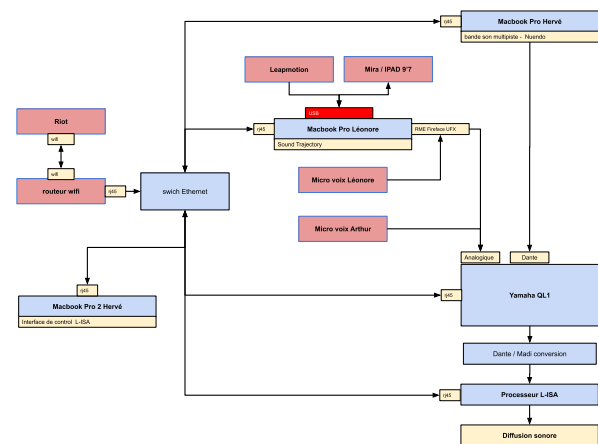 rj45
Macbook Pro Hervé
bande son multipiste - Nuendo
Leapmotion
Mira / IPAD 9'7
USB
Riot
wifi
rj45
Macbook Pro Léonore
RME Fireface UFX
Sound Trajectory
wifi
routeur wifi
rj45
swich Ethernet
Micro voix Léonore
Micro voix Arthur
Analogique
Dante
rj45
Macbook Pro 2 Hervé
Interface de control L-ISA
rj45
Yamaha QL1
Dante / Madi conversion
rj45
Processeur L-ISA
Diffusion sonore